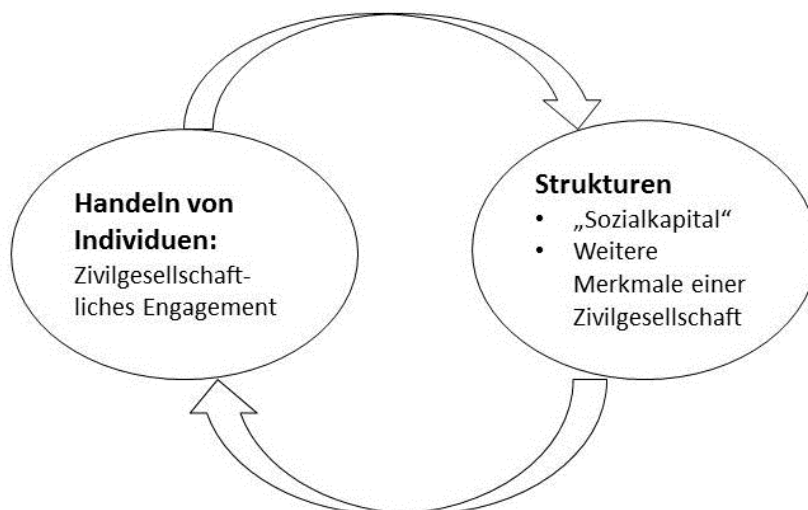 Handeln von
Individuen:
Zivilgesellschaft-
liches Engagement
Strukturen
• „Sozialkapital“
• Weitere
Merkmale einer
Zivilgesellschaft